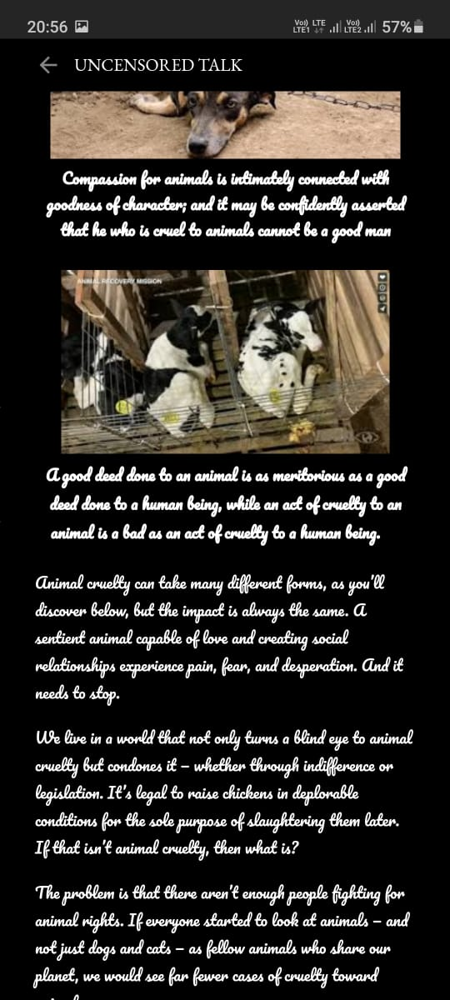 20:56
Vo)) LTE Vo))
LTE1 LTE2 57%
UNCENSORED TALK
Compassion for animals is intimately connected with
goodness of character; and it may be confidently asserted
that he who is cruel to animals cannot be a good man
ANIMAL RECOVERY MISSION
A good deed done to an animal is as meritorious as a good
deed done to a human being, while an act of cruelty to an
animal is a bad as an act of cruelty to a human being.
Animal cruelty can take many different forms, as you'll
discover below, but the impact is always the same. A
sentient animal capable of love and creating social
relationships experience pain, fear, and desperation. And it
needs to stop.
We live in a world that not only turns a blind eye to animal
cruelty but condones it – whether through indifference or
legislation. It's legal to raise chickens in deplorable
conditions for the sole purpose of slaughtering them later.
If that isn't animal cruelty, then what is?
The problem is that there aren't enough people fighting for
animal rights. If everyone started to look at animals – and
not just dogs and cats – as fellow animals who share our
planet, we would see far fewer cases of cruelty toward